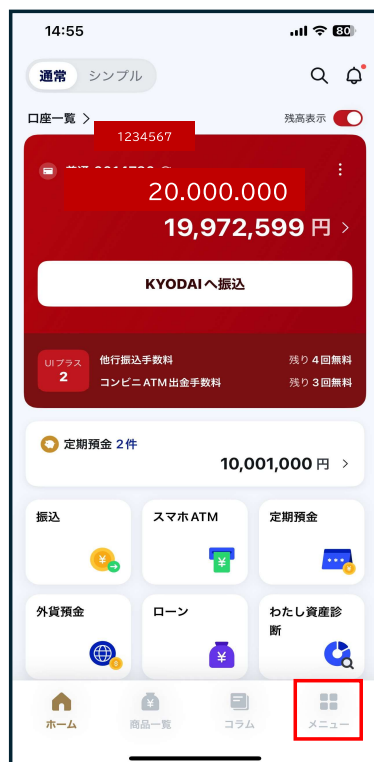 14:55
80
通常 シンプル
口座一覧 >
残高表示
1234567
20.000.000
19,972,599 円 >
KYODAIへ振込
UIプラス
2
他行振込手数料 残り4回無料
コンビニATM出金手数料 残り3回無料
定期預金 2件
10,001,000 円 >
振込 スマホATM 定期預金
外貨預金 ローン わたし資産診
断
ホーム 商品一覧 コラム メニュー